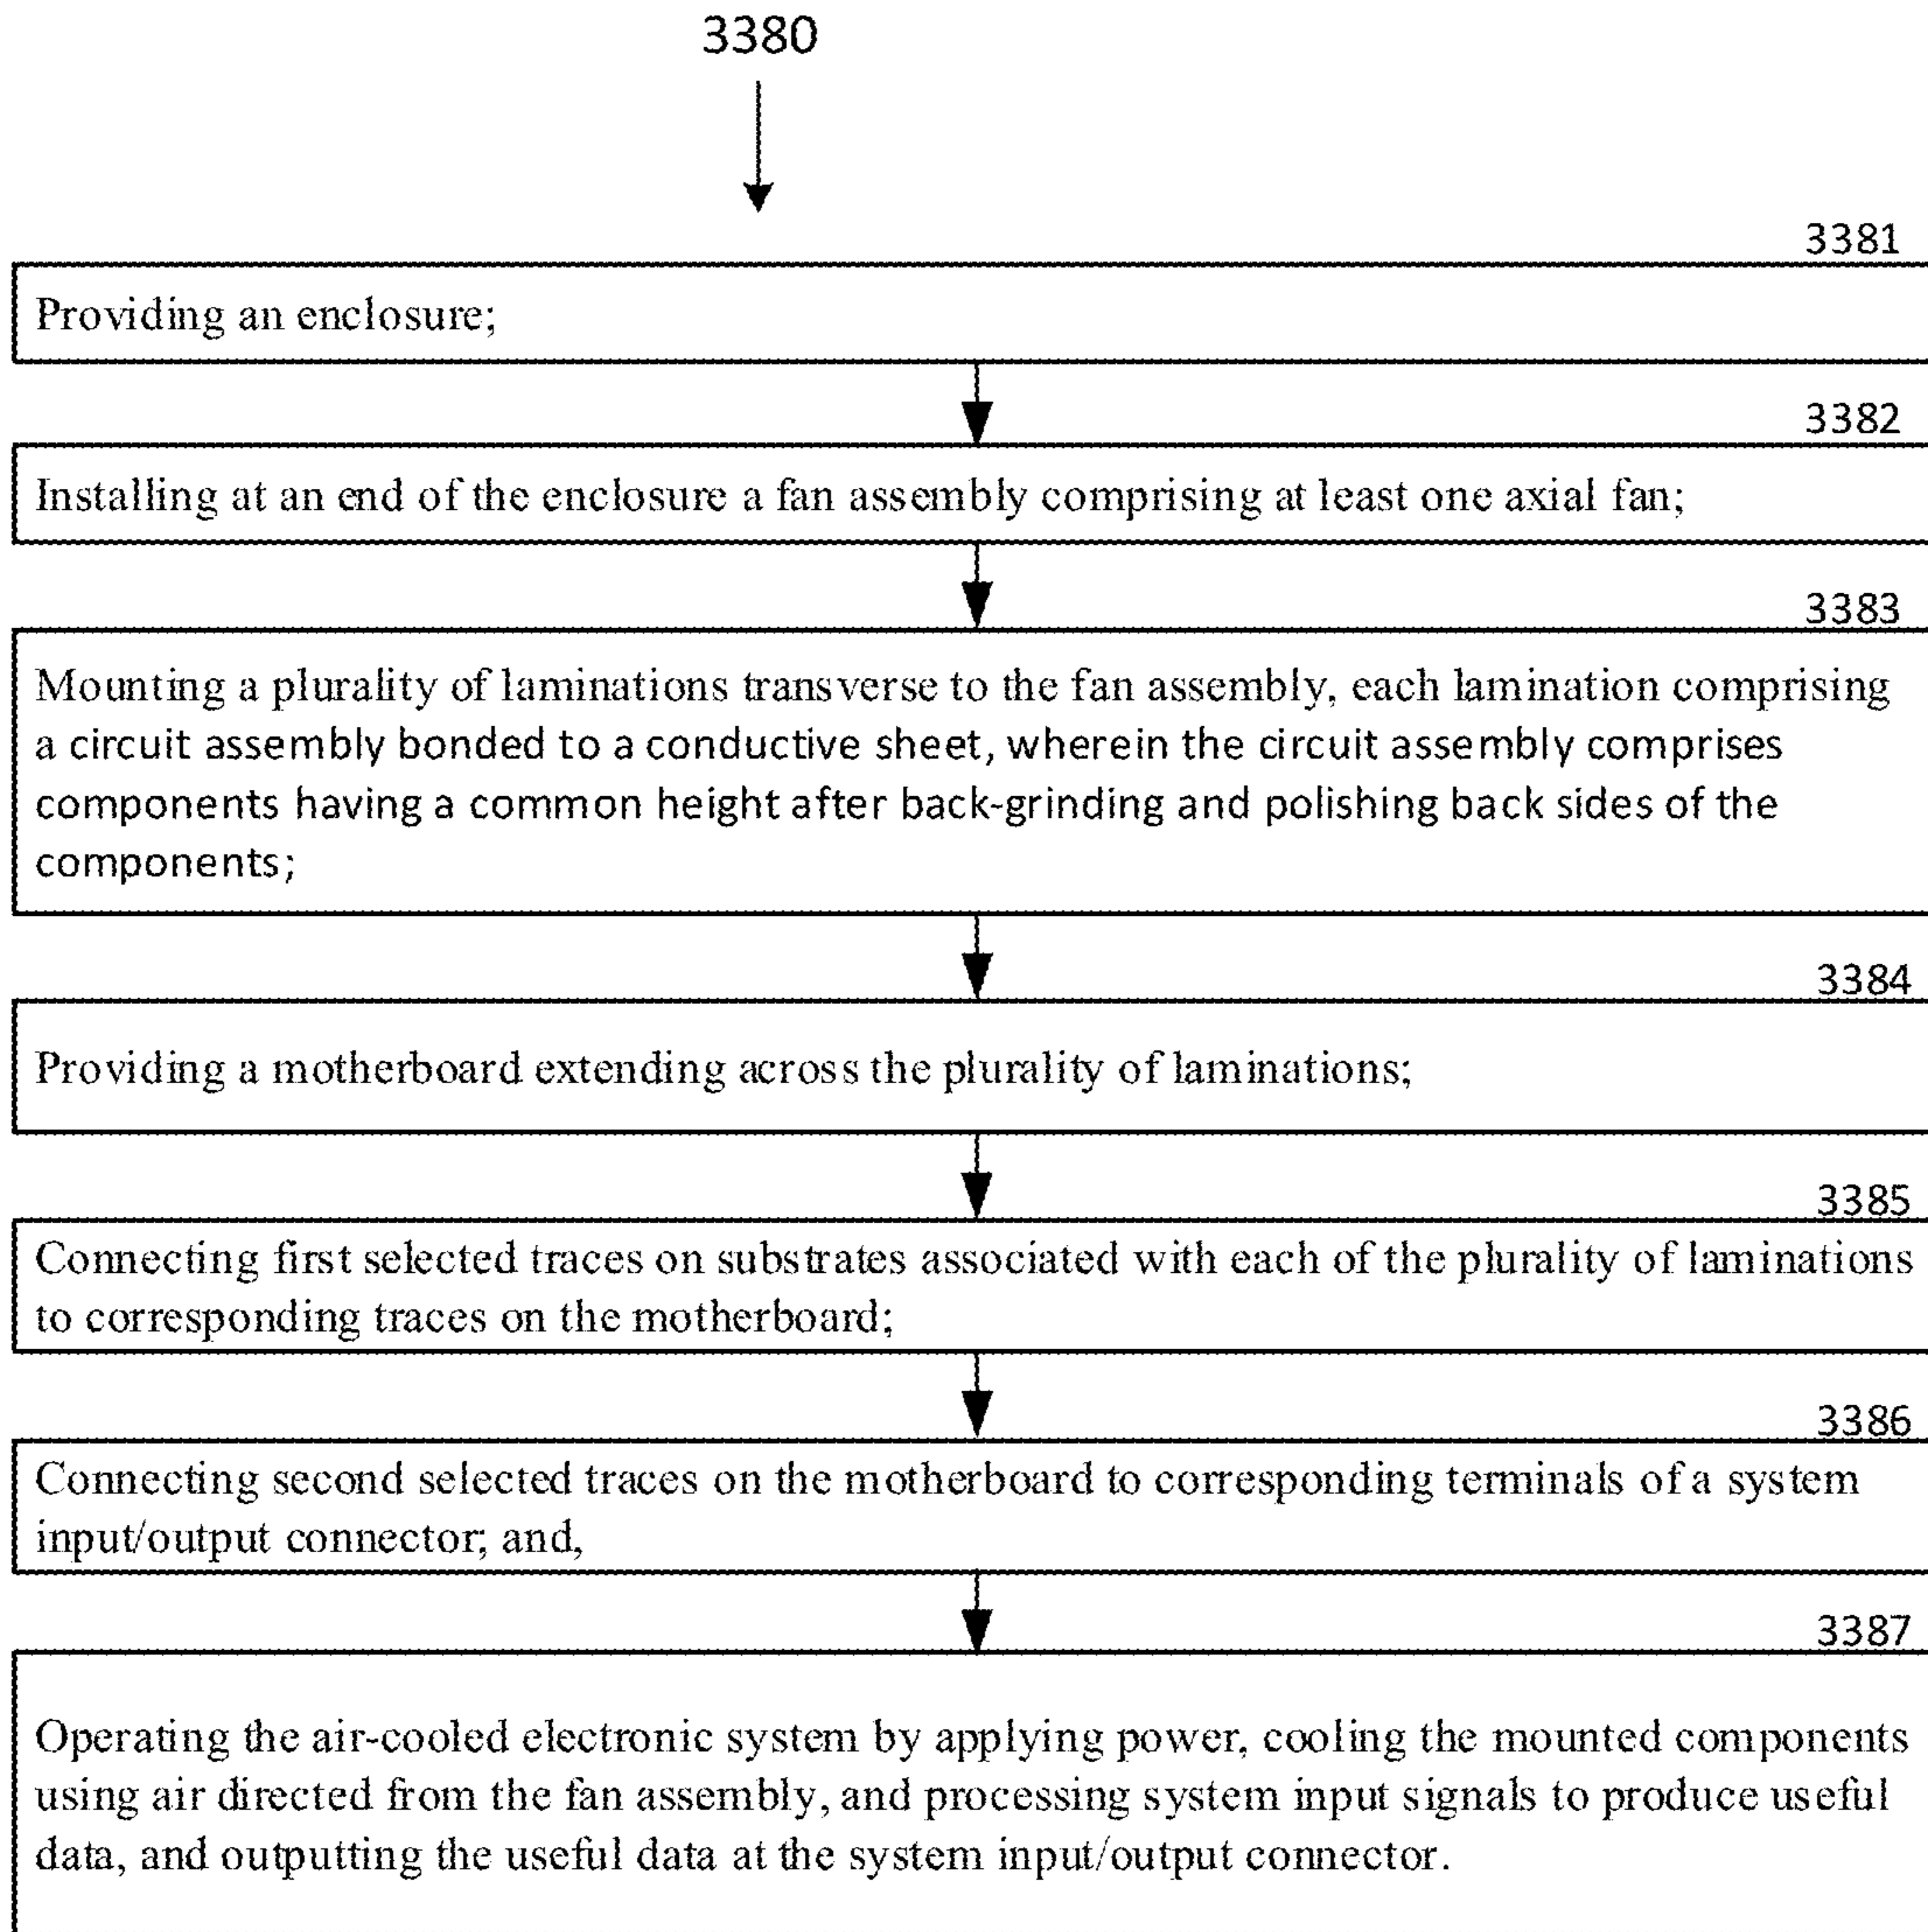 3380
3381
Providing an enclosure;
3382
Installing at an end of the enclosure a fan assembly comprising at least one axial fan;
3383
Mounting a plurality of laminations transverse to the fan assembly, each lamination comprising
a circuit assembly bonded to a conductive sheet, wherein the circuit assembly comprises
components having a common height after back-grinding and polishing back sides of the
components;
3384
Providing a motherboard extending across the plurality of laminations;
3385
Connecting first selected traces on substrates associated with each of the plurality of laminations
to corresponding traces on the motherboard;
3386
Connecting second selected traces on the motherboard to corresponding terminals of a system
input/output connector; and,
3387
Operating the air-cooled electronic system by applying power, cooling the mounted components
using air directed from the fan assembly, and processing system input signals to produce useful
data, and outputting the useful data at the system input/output connector.